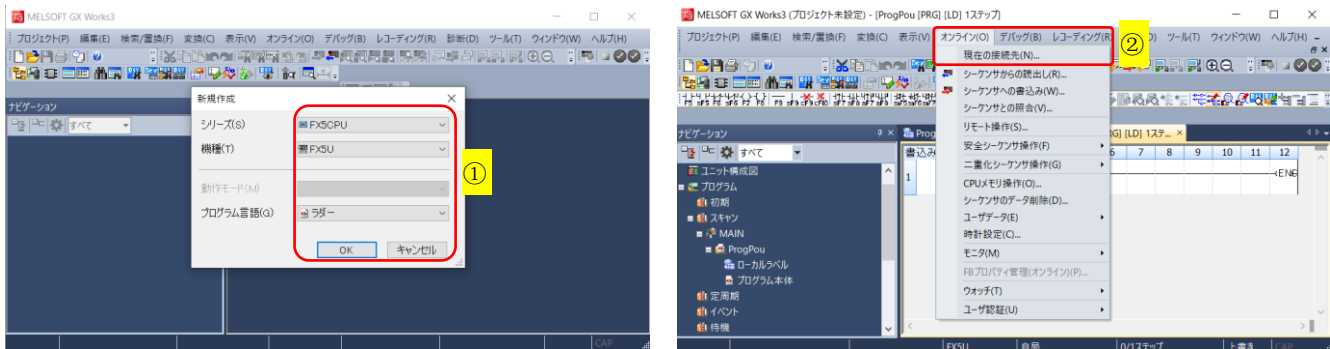 MELSOFT GX Works3
プロジェクト(P) 編集(E) 検索/置換(F) 変換(C) 表示(V) オンライン(O) デバッグ(B) レコーディング(R) 診断(D) ツール(T) ウィンドウ(W) ヘルプ(H)
ナビゲーション
すべて
新規作成
シリーズ(S)
FX5CPU
機種(T)
FX5U
①
動作モード(M)
プログラム言語(G)
ラダー
OK
キャンセル
CAP
MELSOFT GX Works3 (プロジェクト未設定) - [ProgPou [PRG] [LD] 1ステップ]
プロジェクト(P) 編集(E) 検索/置換(F) 変換(C) 表示(V) オンライン(O) デバッグ(B) レコーディング(R) ② ツール(T) ウィンドウ(W) ヘルプ(H)
現在の接続先(N)...
シーケンサからの読出し(R)...
シーケンサへの書込み(W)...
シーケンサとの照合(V)...
リモート操作(S)...
安全シーケンサ操作(F)
二重化シーケンサ操作(G)
CPUメモリ操作(O)...
シーケンサのデータ削除(D)...
ユーザデータ(E)
時計設定(C)...
モニタ(M)
FBプロパティ管理(オンライン)(P)...
ウォッチ(T)
ユーザ認証(U)
ナビゲーション
すべて
ユニット構成図
プログラム
初期
スキャン
MAIN
ProgPou
ローカルラベル
プログラム本体
定周期
イベント
待機
6 7 8 9 10 11 12
1
FX5U
自局
0/1ステップ
上書き
CAP